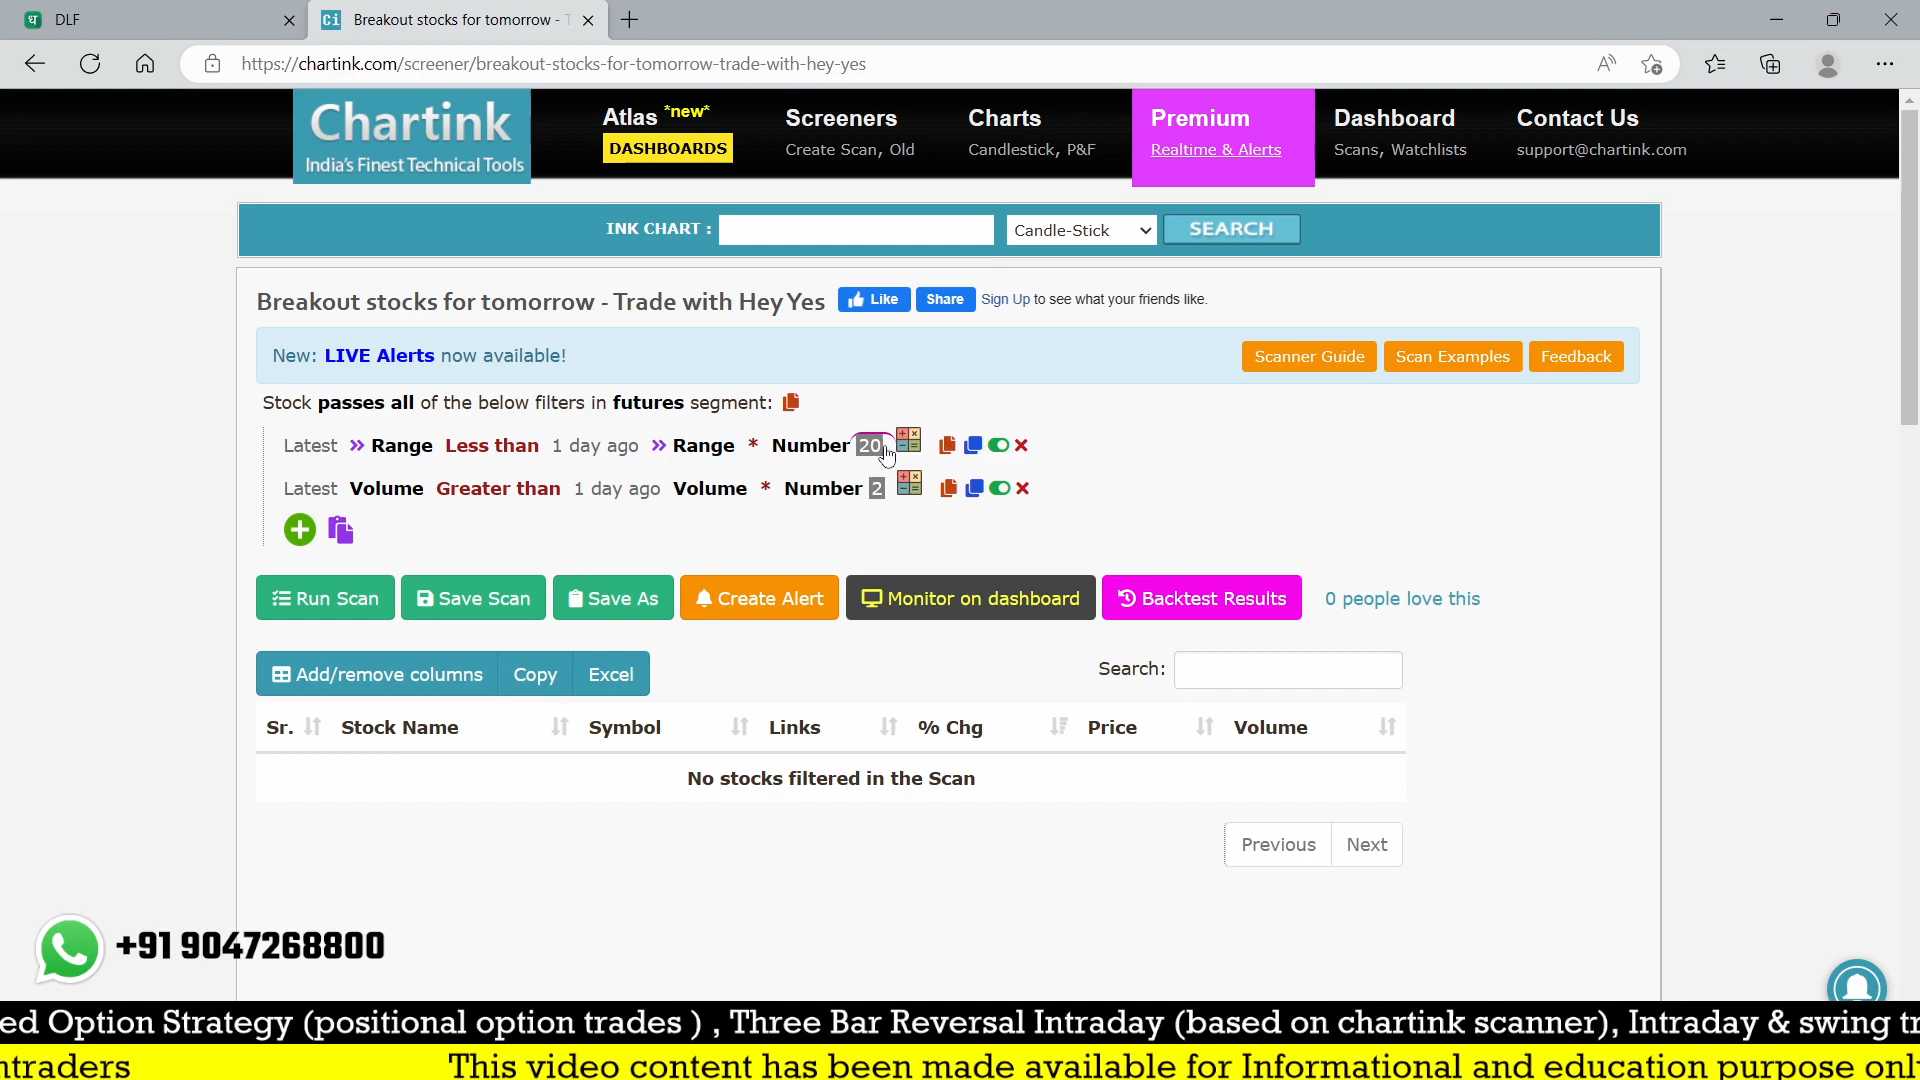 DLF
Breakout stocks for tomorrow - T
https://chartink.com/screener/breakout-stocks-for-tomorrow-trade-with-hey-yes
Chartink
India's Finest Technical Tools
Atlas *new*
DASHBOARDS
Screeners
Create Scan, Old
Charts
Candlestick, P&F
Premium
Realtime & Alerts
Dashboard
Scans, Watchlists
Contact Us
support@chartink.com
INK CHART : Candle-Stick SEARCH
Breakout stocks for tomorrow - Trade with Hey Yes Like Share Sign Up to see what your friends like.
New: LIVE Alerts now available! Scanner Guide Scan Examples Feedback
Stock passes all of the below filters in futures segment:
Latest » Range Less than 1 day ago » Range * Number 20
Latest Volume Greater than 1 day ago Volume * Number 2
Run Scan Save Scan Save As Create Alert Monitor on dashboard Backtest Results 0 people love this
Add/remove columns Copy Excel Search:
Sr. Stock Name Symbol Links % Chg Price Volume
No stocks filtered in the Scan
Previous Next
+91 9047268800
ed Option Strategy (positional option trades ) , Three Bar Reversal Intraday (based on chartink scanner), Intraday & swing tr
ntraders This video content has been made available for Informational and education purpose onl